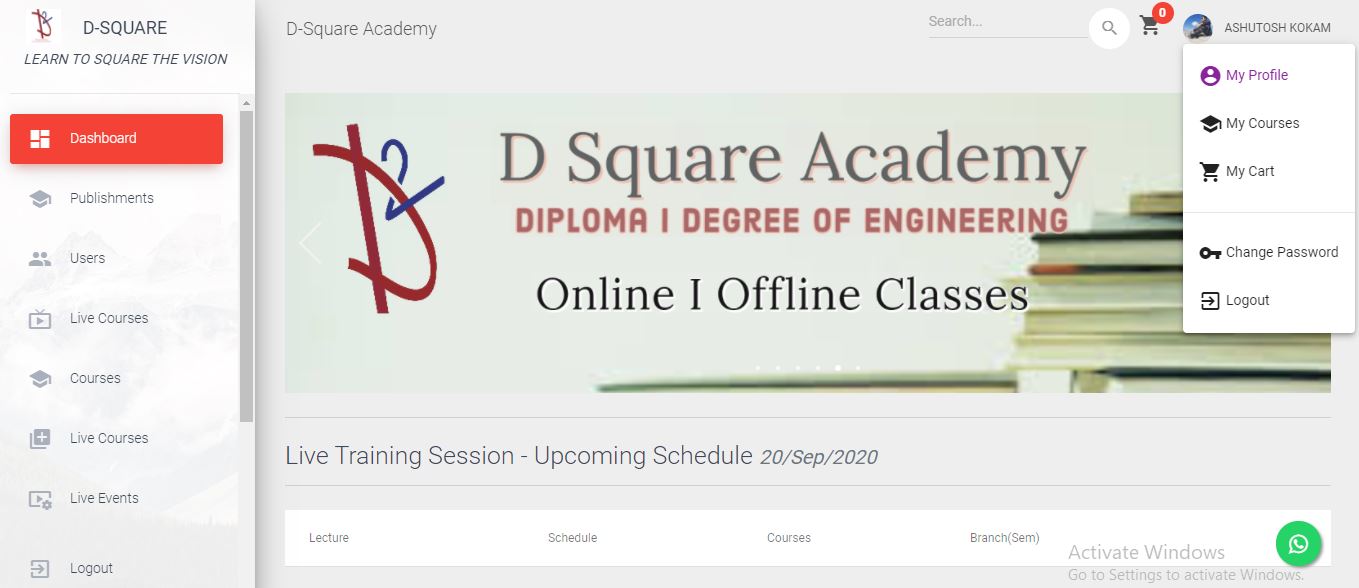 D-SQUARE
LEARN TO SQUARE THE VISION
Dashboard
Publishments
Users
Live Courses
Courses
Live Courses
Live Events
Logout
D-Square Academy
Search...
0
ASHUTOSH KOKAM
My Profile
My Courses
My Cart
Change Password
Logout
D Square Academy
DIPLOMA I DEGREE OF ENGINEERING
Online I Offline Classes
Live Training Session - Upcoming Schedule 20/Sep/2020
Lecture Schedule Courses Branch(Sem)
Activate Windows
Go to Settings to activate Windows.